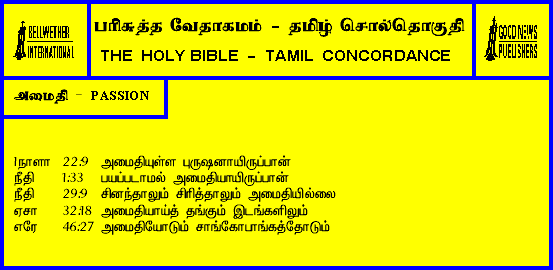 BELLWETHER
INTERNATIONAL
பரிசுத்த வேதாகமம் - தமிழ் சொல்தொகுதி
THE HOLY BIBLE - TAMIL CONCORDANCE
GOOD NEWS
PUBLISHERS
அமைதி - PASSION
1நாளா 22:9 அமைதியுள்ள புருஷனாயிருப்பான்
நீதி 1:33 பயப்படாமல் அமைதியாயிருப்பான்
நீதி 29:9 சினந்தாலும் சிரித்தாலும் அமைதியில்லை
ஏசா 32:18 அமைதியாய்த் தங்கும் இடங்களிலும்
எரே 46:27 அமைதியோடும் சாங்கோபாங்கத்தோடும்